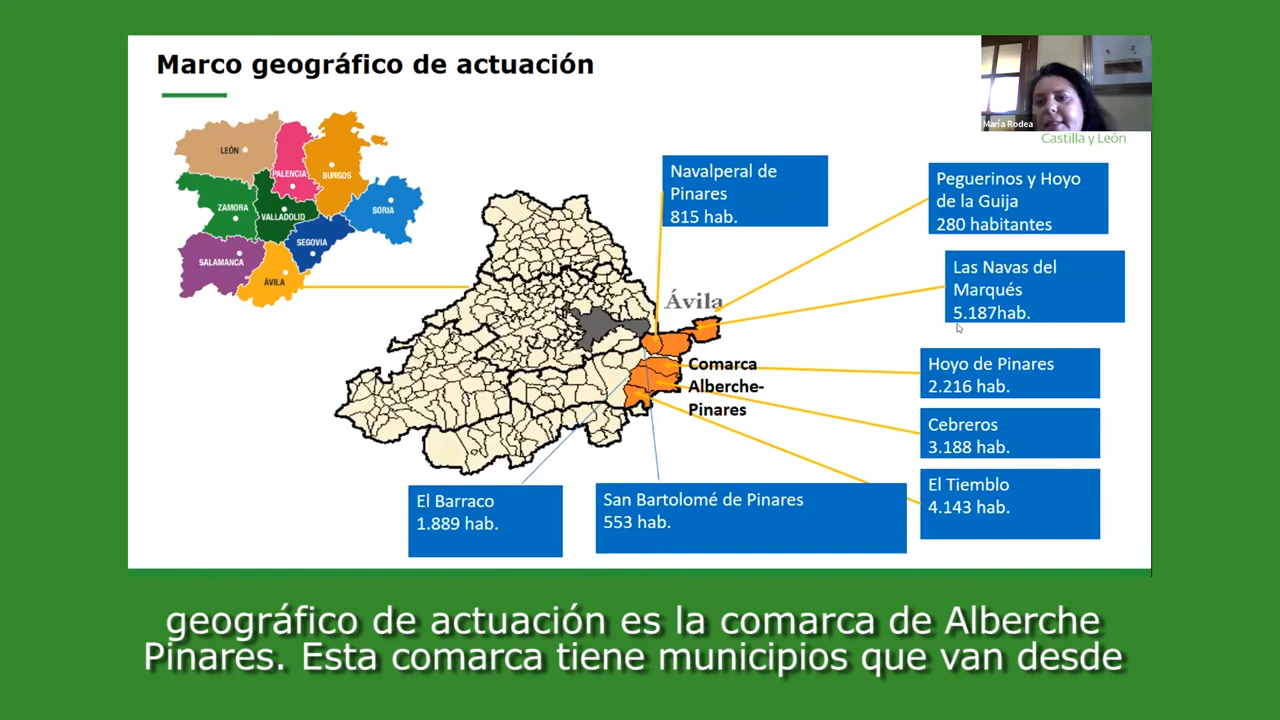 Marco geográfico de actuación
María Rodea
Castilla y León
LEÓN
PALENCIA
BURGOS
ZAMORA
VALLADOLID
SORIA
SEGOVIA
SALAMANCA
ÁVILA
Navalperal de
Pinares
815 hab.
Peguerinos y Hoyo
de la Guija
280 habitantes
Las Navas del
Marqués
5.187hab.
Ávila
Comarca
Alberche-
Pinares
Hoyo de Pinares
2.216 hab.
Cebreros
3.188 hab.
El Tiemblo
4.143 hab.
El Barraco
1.889 hab.
San Bartolomé de Pinares
553 hab.
geográfico de actuación es la comarca de Alberche
Pinares. Esta comarca tiene municipios que van desde